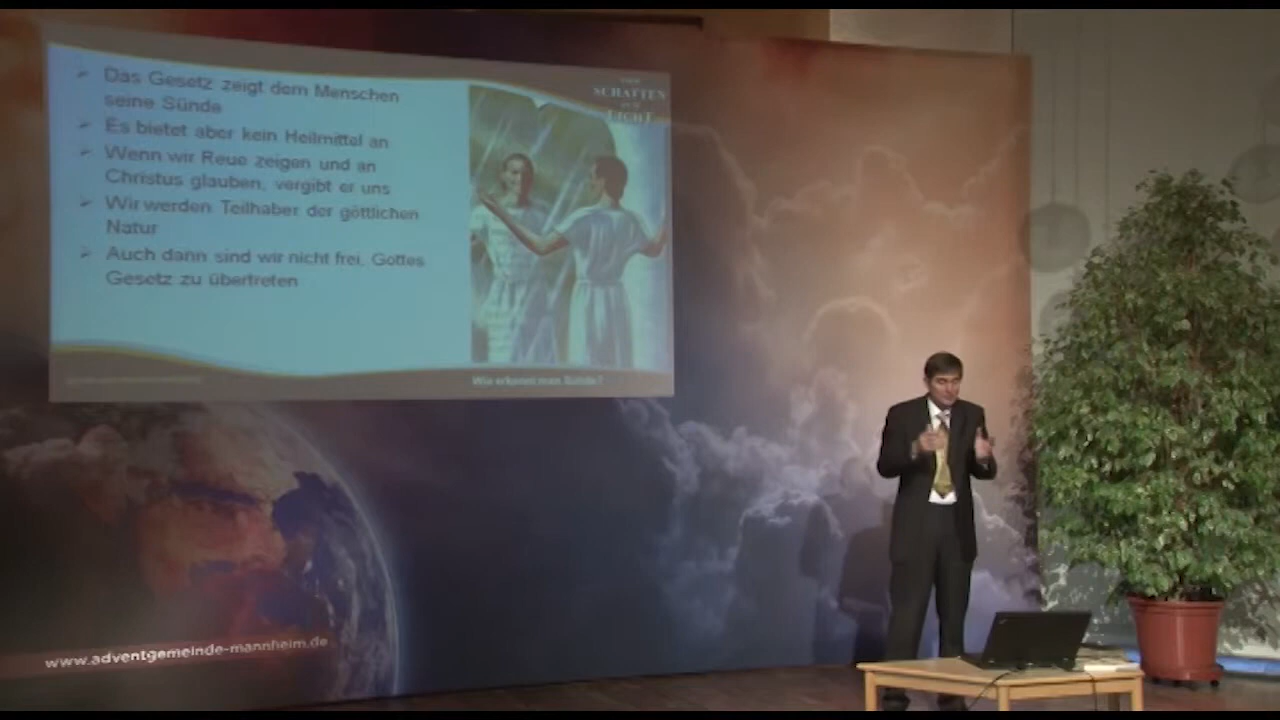 Das Gesetz zeigt dem Menschen
seine Sünde
Es bietet aber kein Heilmittel an
Wenn wir Reue zeigen und an
Christus glauben, vergibt er uns
Wir werden Teilhaber der göttlichen
Natur
Auch dann sind wir nicht frei, Gottes
Gesetz zu übertreten
SCHATTEN
LICHT
Wie erkennt man Sünde?
www.adventgemeinde-mannheim.de